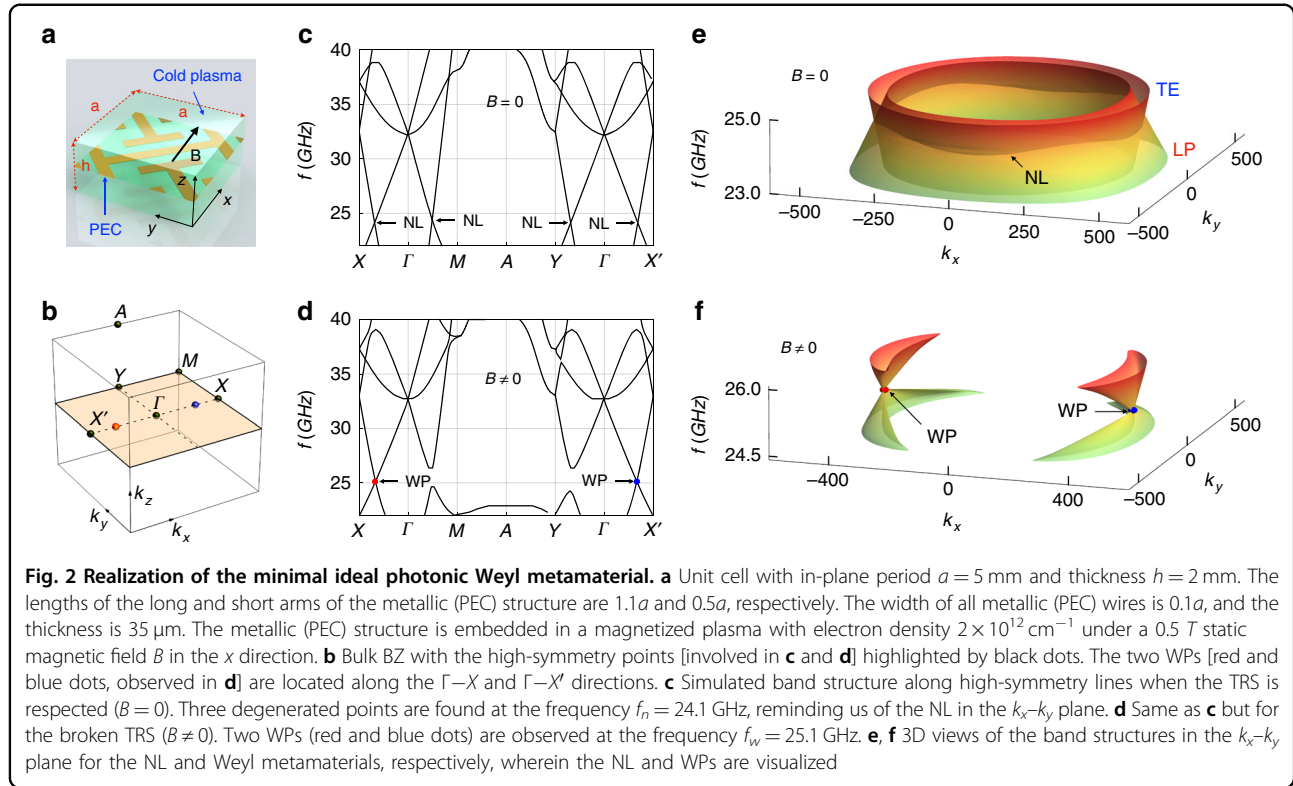 a
Cold plasma
a
a
B
h
z
x
y
PEC
b
A
M
Y
X
Γ
X′
k_z
k_y
k_x
c
40
35
30
25
f (GHz)
B = 0
NL
NL
NL
NL
X Γ M A Y Γ X′
d
40
35
30
25
f (GHz)
B ≠ 0
WP
WP
X Γ M A Y Γ X′
e
B = 0
TE
LP
NL
25.0
23.0
f (GHz)
−500 −250 0 250 500
k_x
−500 0 500
k_y
f
B ≠ 0
WP
WP
26.0
24.5
f (GHz)
−400 0 400
k_x
−500 0 500
k_y
Fig. 2 Realization of the minimal ideal photonic Weyl metamaterial. a Unit cell with in-plane period a = 5 mm and thickness h = 2 mm. The
lengths of the long and short arms of the metallic (PEC) structure are 1.1a and 0.5a, respectively. The width of all metallic (PEC) wires is 0.1a, and the
thickness is 35 μm. The metallic (PEC) structure is embedded in a magnetized plasma with electron density 2 × 10¹² cm⁻¹ under a 0.5 T static
magnetic field B in the x direction. b Bulk BZ with the high-symmetry points [involved in c and d] highlighted by black dots. The two WPs [red and
blue dots, observed in d] are located along the Γ−X and Γ−X′ directions. c Simulated band structure along high-symmetry lines when the TRS is
respected (B = 0). Three degenerated points are found at the frequency fₙ = 24.1 GHz, reminding us of the NL in the k_x–k_y plane. d Same as c but for
the broken TRS (B ≠ 0). Two WPs (red and blue dots) are observed at the frequency f_w = 25.1 GHz. e, f 3D views of the band structures in the k_x–k_y
plane for the NL and Weyl metamaterials, respectively, wherein the NL and WPs are visualized